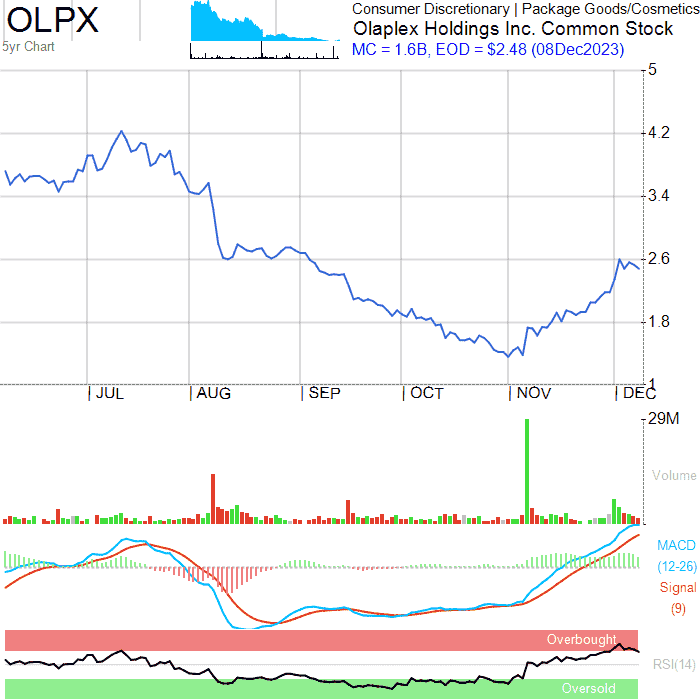 OLPX
5yr Chart
Consumer Discretionary | Package Goods/Cosmetics
Olaplex Holdings Inc. Common Stock
MC = 1.6B, EOD = $2.48 (08Dec2023)
5
4.2
3.4
2.6
1.8
1
JUL AUG SEP OCT NOV DEC
29M
Volume
MACD
(12-26)
Signal
(9)
Overbought
RSI(14)
Oversold